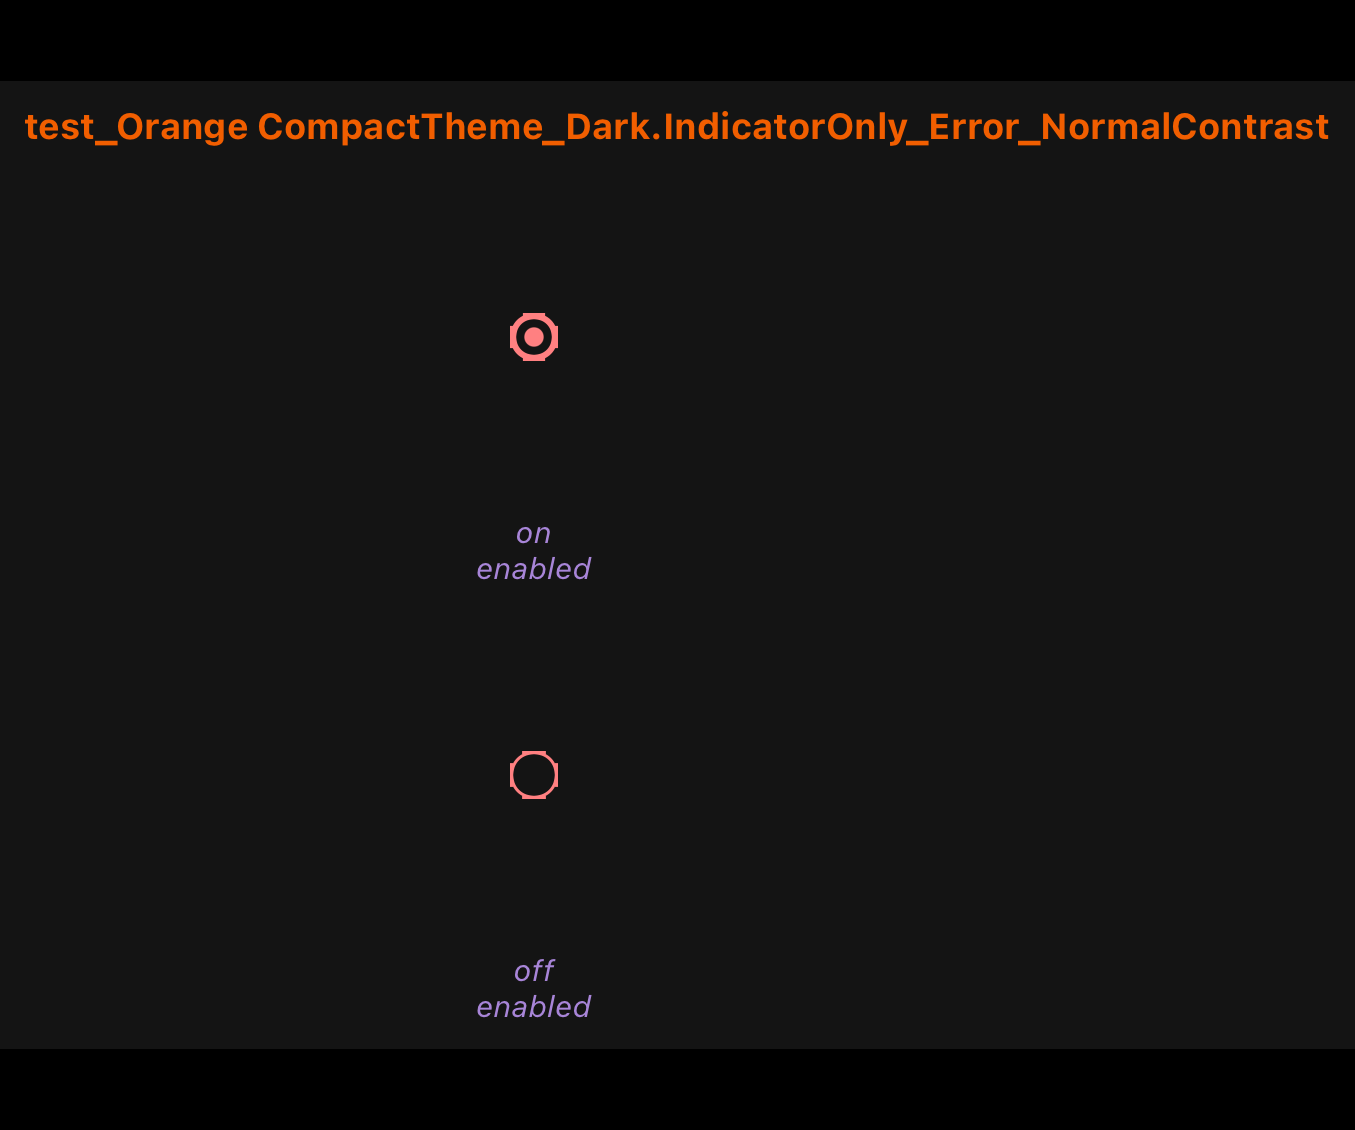 test_Orange CompactTheme_Dark.IndicatorOnly_Error_NormalContrast
on
enabled
off
enabled